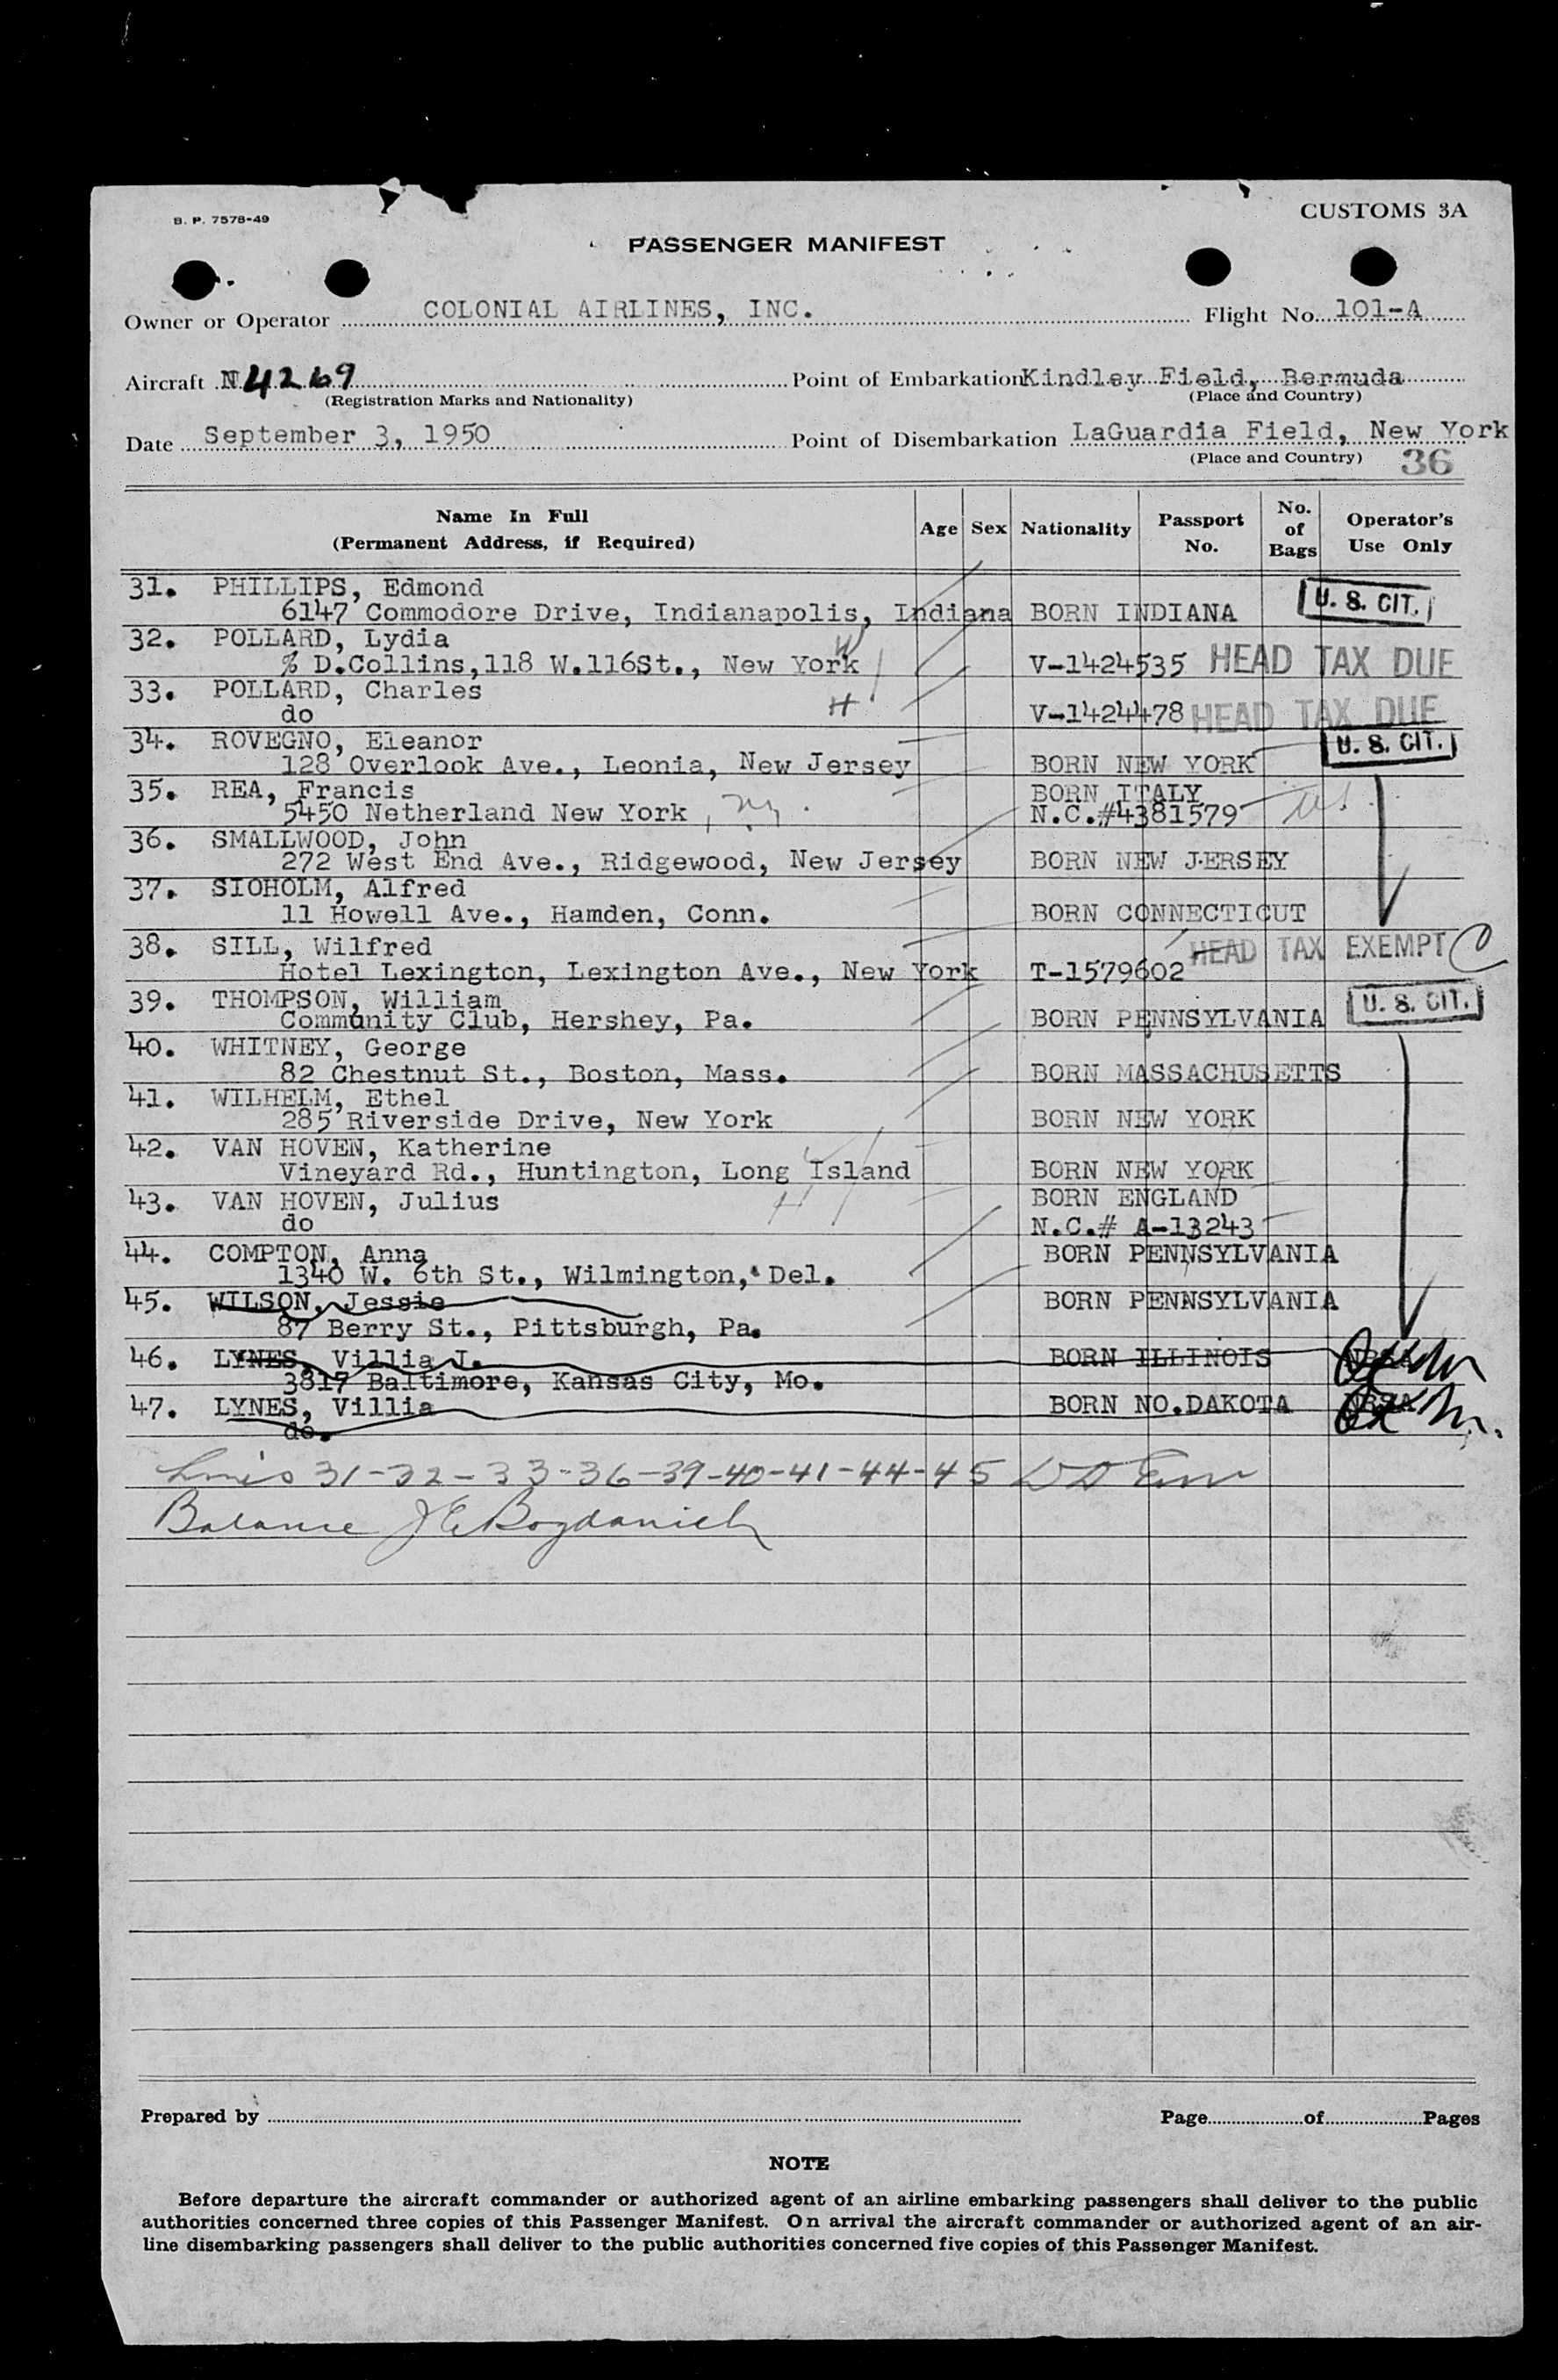 B. P. 7578-49
CUSTOMS 3A
PASSENGER MANIFEST
Owner or Operator COLONIAL AIRLINES, INC. Flight No. 101-A
Aircraft N4269 Point of Embarkation Kindley Field, Bermuda
(Registration Marks and Nationality) (Place and Country)
Date September 3, 1950 Point of Disembarkation LaGuardia Field, New York
(Place and Country) 36
Name In Full
(Permanent Address, if Required) Age Sex Nationality Passport No. No. of Bags Operator's Use Only
31. PHILLIPS, Edmond U. S. CIT.
6147 Commodore Drive, Indianapolis, Indiana BORN INDIANA
32. POLLARD, Lydia W
% D.Collins,118 W.116St., New York V-1424535 HEAD TAX DUE
33. POLLARD, Charles H
do V-1424478 HEAD TAX DUE
34. ROVEGNO, Eleanor U. S. CIT.
128 Overlook Ave., Leonia, New Jersey BORN NEW YORK
35. REA, Francis BORN ITALY
5450 Netherland New York, N.Y. N.C.#4381579 US
36. SMALLWOOD, John
272 West End Ave., Ridgewood, New Jersey BORN NEW JERSEY
37. SIOHOLM, Alfred
11 Howell Ave., Hamden, Conn. BORN CONNECTICUT
38. SILL, Wilfred HEAD TAX EXEMPT C
Hotel Lexington, Lexington Ave., New York T-1579602
39. THOMPSON, William U. S. CIT.
Community Club, Hershey, Pa. BORN PENNSYLVANIA
40. WHITNEY, George
82 Chestnut St., Boston, Mass. BORN MASSACHUSETTS
41. WILHELM, Ethel
285 Riverside Drive, New York BORN NEW YORK
42. VAN HOVEN, Katherine
Vineyard Rd., Huntington, Long Island BORN NEW YORK
43. VAN HOVEN, Julius BORN ENGLAND
do H N.C.# A-13243
44. COMPTON, Anna BORN PENNSYLVANIA
1340 W. 6th St., Wilmington, Del.
45. WILSON, Jessie BORN PENNSYLVANIA
87 Berry St., Pittsburgh, Pa.
46. LYNES, Villia J. BORN ILLINOIS
3817 Baltimore, Kansas City, Mo.
47. LYNES, Villia BORN NO.DAKOTA
do.
31-32-33-36-39-40-41-44-45
Balance J E Bogdanich
Prepared by Page of Pages
NOTE
Before departure the aircraft commander or authorized agent of an airline embarking passengers shall deliver to the public
authorities concerned three copies of this Passenger Manifest. On arrival the aircraft commander or authorized agent of an air-
line disembarking passengers shall deliver to the public authorities concerned five copies of this Passenger Manifest.